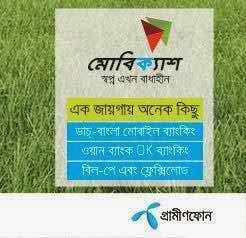 মোবিক্যাশ
স্বপ্ন এখন বাধাহীন
এক জায়গায় অনেক কিছু
ডাচ্-বাংলা মোবাইল ব্যাংকিং
ওয়ান ব্যাংক OK ব্যাংকিং
বিল-পে এবং ফ্লেক্সিলোড
গ্রামীণফোন